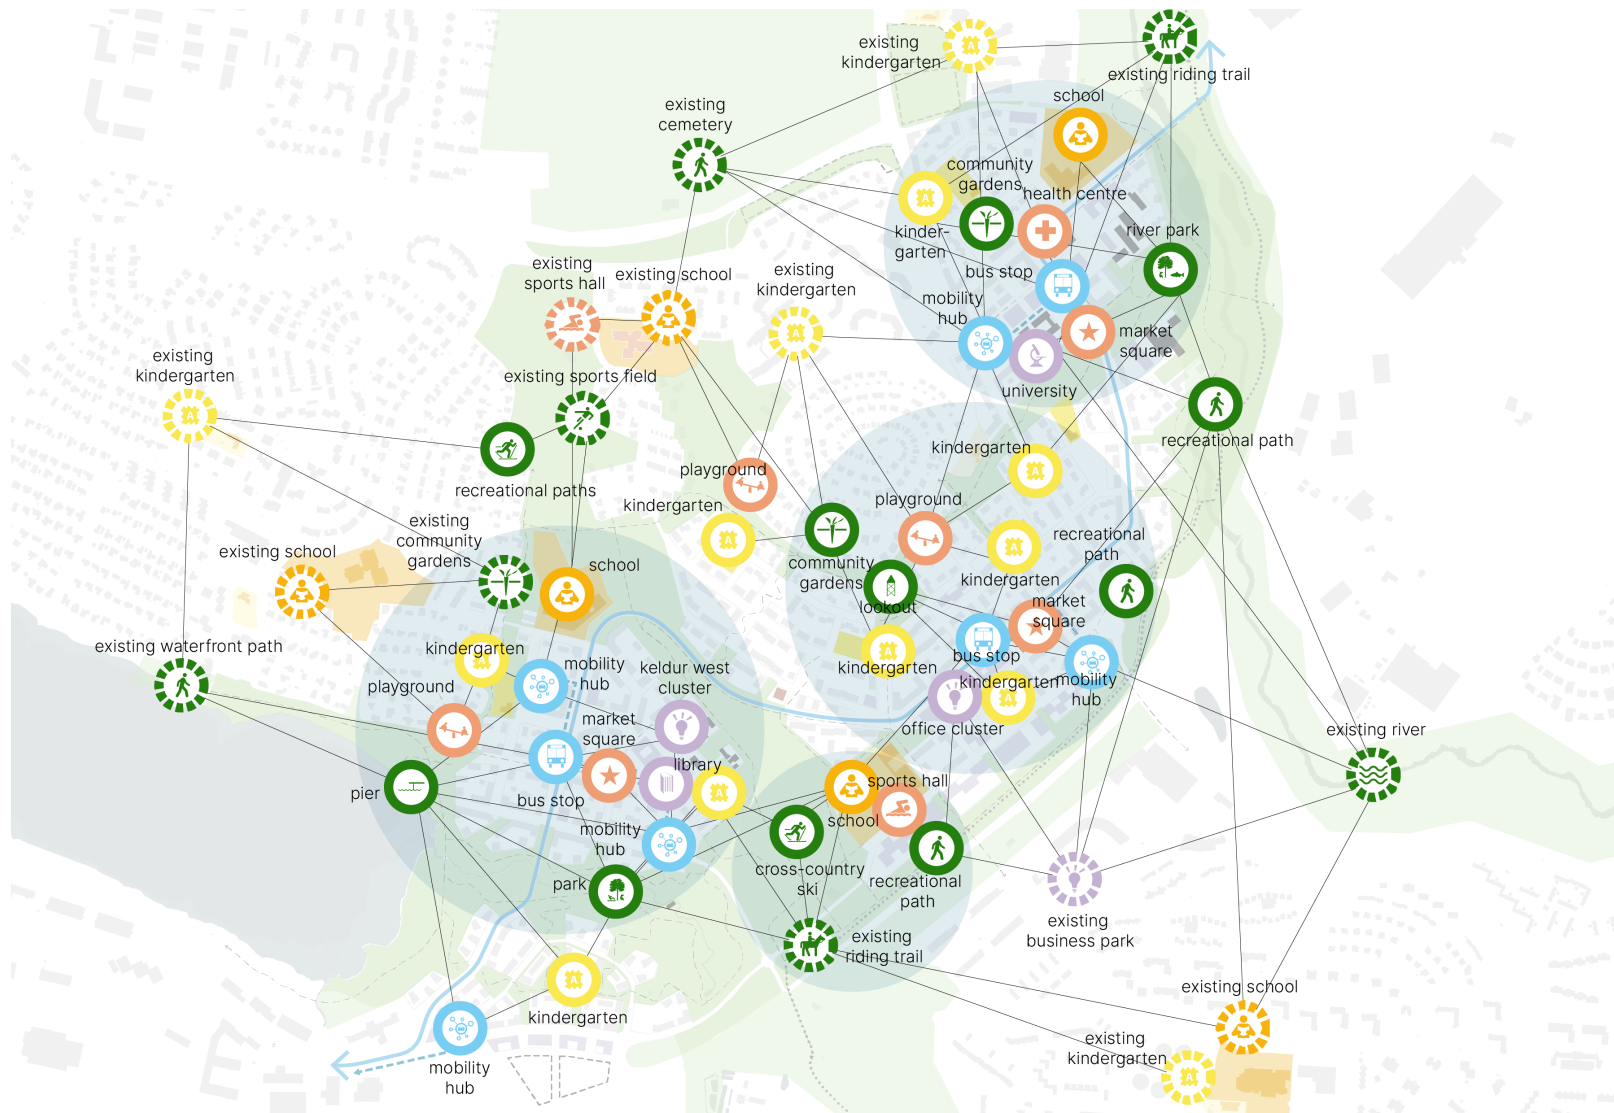 existing
kindergarten
existing riding trail
school
existing
cemetery
community
gardens
health centre
kinder-
garten
river park
bus stop
mobility
hub
market
square
university
existing
sports hall
existing school
existing
kindergarten
existing
kindergarten
existing sports field
recreational path
recreational paths
playground
kindergarten
kindergarten
playground
existing
community
gardens
existing school
school
community
gardens
lookout
kindergarten
recreational
path
market
square
kindergarten
bus stop
kindergarten
mobility
hub
office cluster
existing waterfront path
kindergarten
mobility
hub
keldur west
cluster
playground
market
square
library
pier
bus stop
mobility
hub
park
sports hall
school
cross-country
ski
recreational
path
existing river
existing
business park
existing
riding trail
kindergarten
mobility
hub
existing school
existing
kindergarten